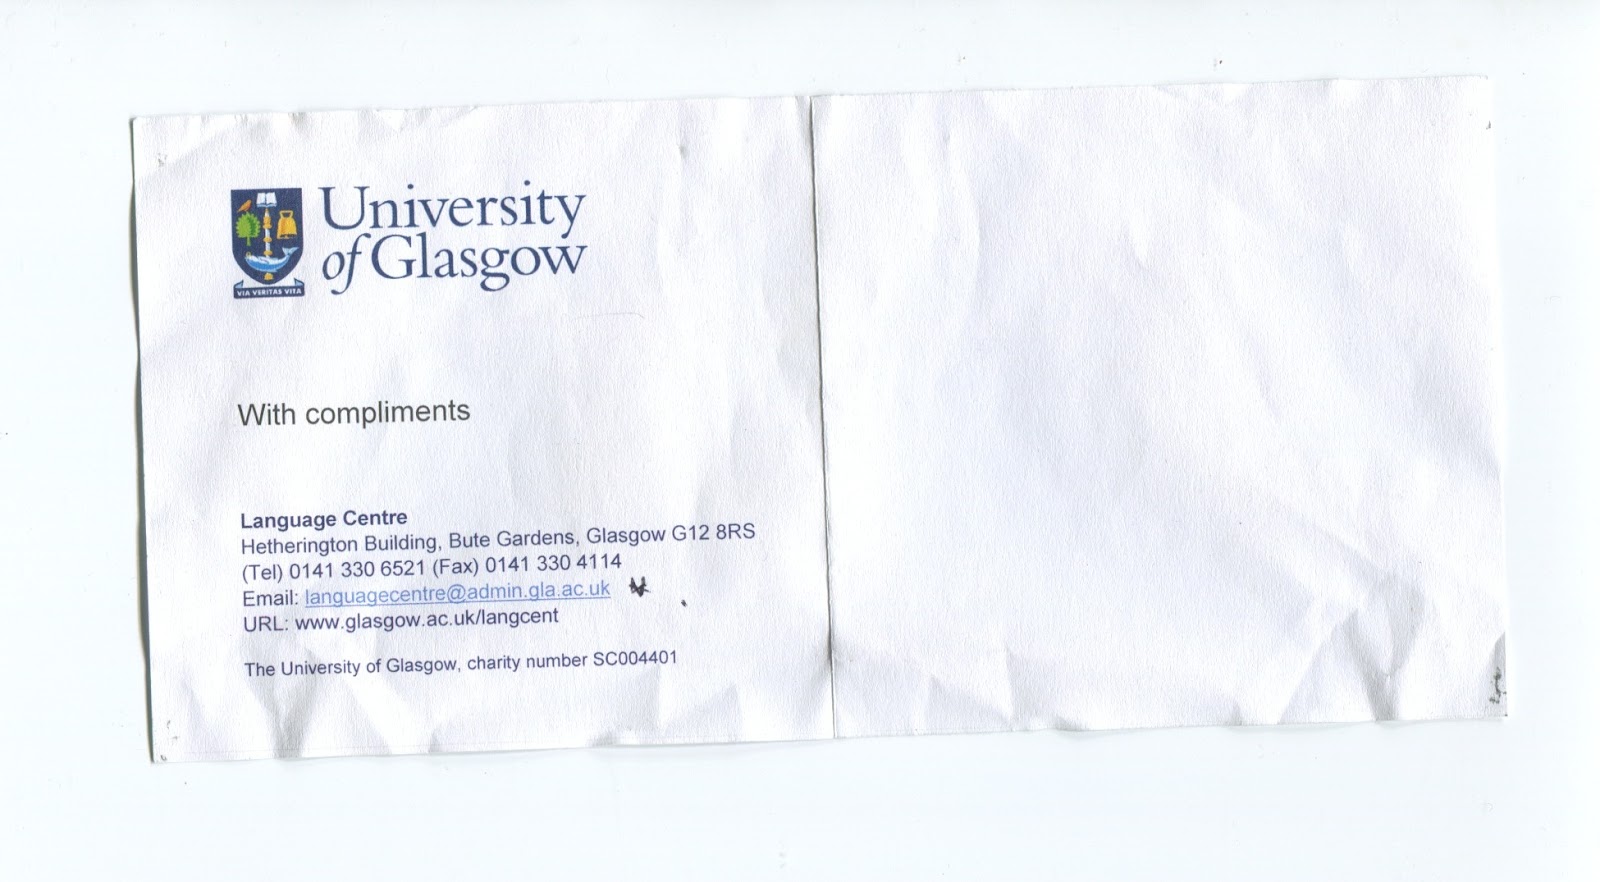 University
of Glasgow
VIA VERITAS VITA
With compliments
Language Centre
Hetherington Building, Bute Gardens, Glasgow G12 8RS
(Tel) 0141 330 6521 (Fax) 0141 330 4114
Email: languagecentre@admin.gla.ac.uk
URL: www.glasgow.ac.uk/langcent
The University of Glasgow, charity number SC004401